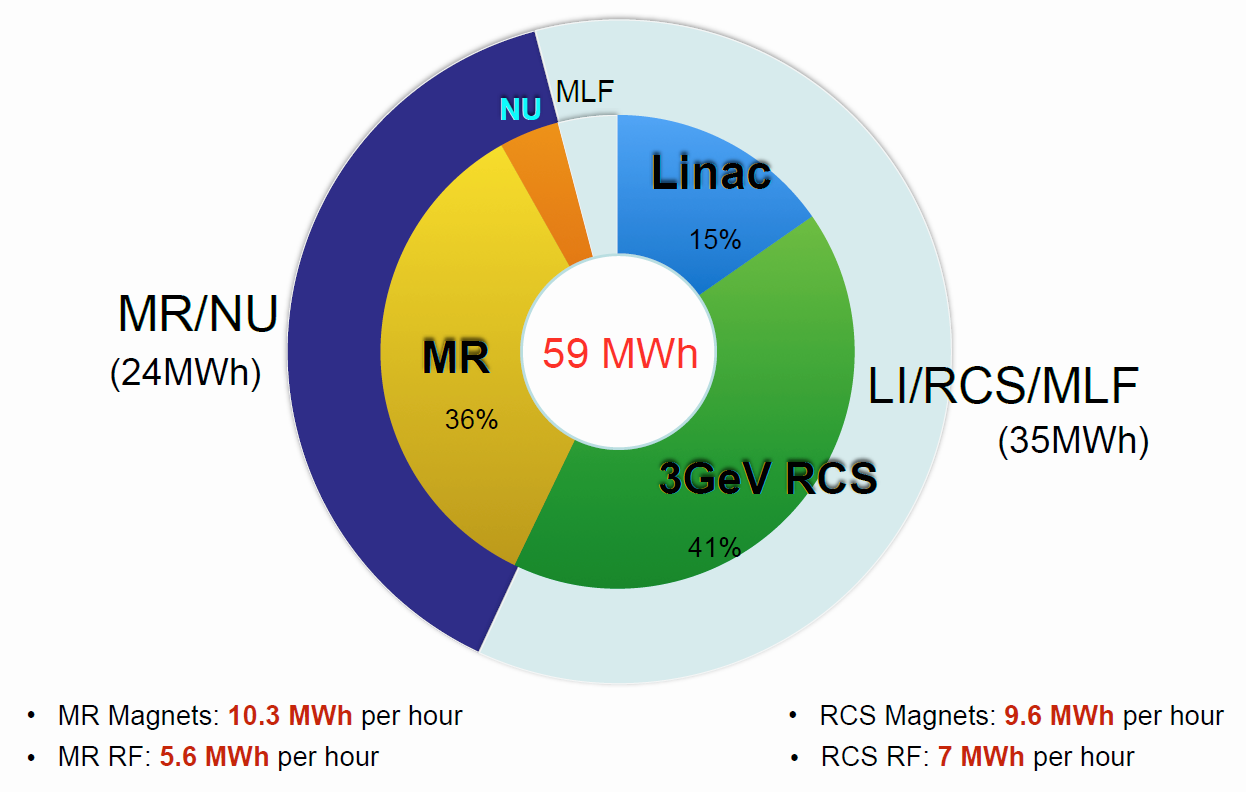 NU
MLF
Linac
15%
MR/NU
(24MWh)
59 MWh
MR
36%
LI/RCS/MLF
(35MWh)
3GeV RCS
41%
• MR Magnets: 10.3 MWh per hour
• MR RF: 5.6 MWh per hour
• RCS Magnets: 9.6 MWh per hour
• RCS RF: 7 MWh per hour